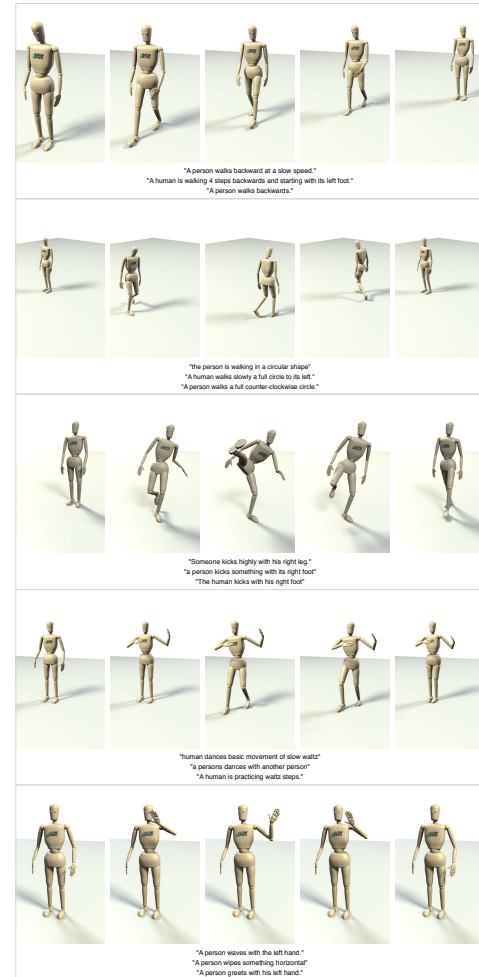 "A person walks backward at a slow speed."
"A human is walking 4 steps backwards and starting with its left foot."
"A person walks backwards."
"the person is walking in a circular shape"
"A human walks slowly a full circle to its left."
"A person walks a full counter-clockwise circle."
"Someone kicks highly with his right leg."
"a person kicks something with its right foot"
"The human kicks with his right foot"
"human dances basic movement of slow waltz"
"a persons dances with another person"
"A human is practicing waltz steps."
"A person waves with the left hand."
"A person wipes something horizontal"
"A person greets with his left hand."